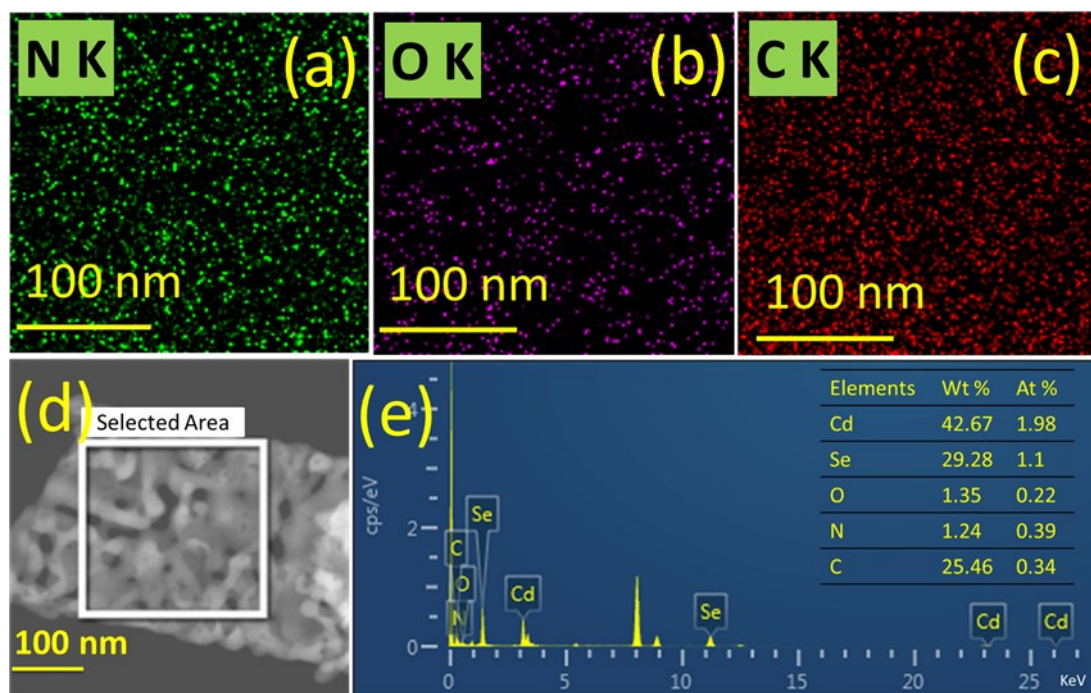 N K
(a)
100 nm
O K
(b)
100 nm
C K
(c)
100 nm
(d)
Selected Area
100 nm
(e)
Elements Wt % At %
Cd 42.67 1.98
Se 29.28 1.1
O 1.35 0.22
N 1.24 0.39
C 25.46 0.34
4
cps/eV
2
0
Se
C
O
N
Cd
Se
Cd
Cd
0 5 10 15 20 25 KeV